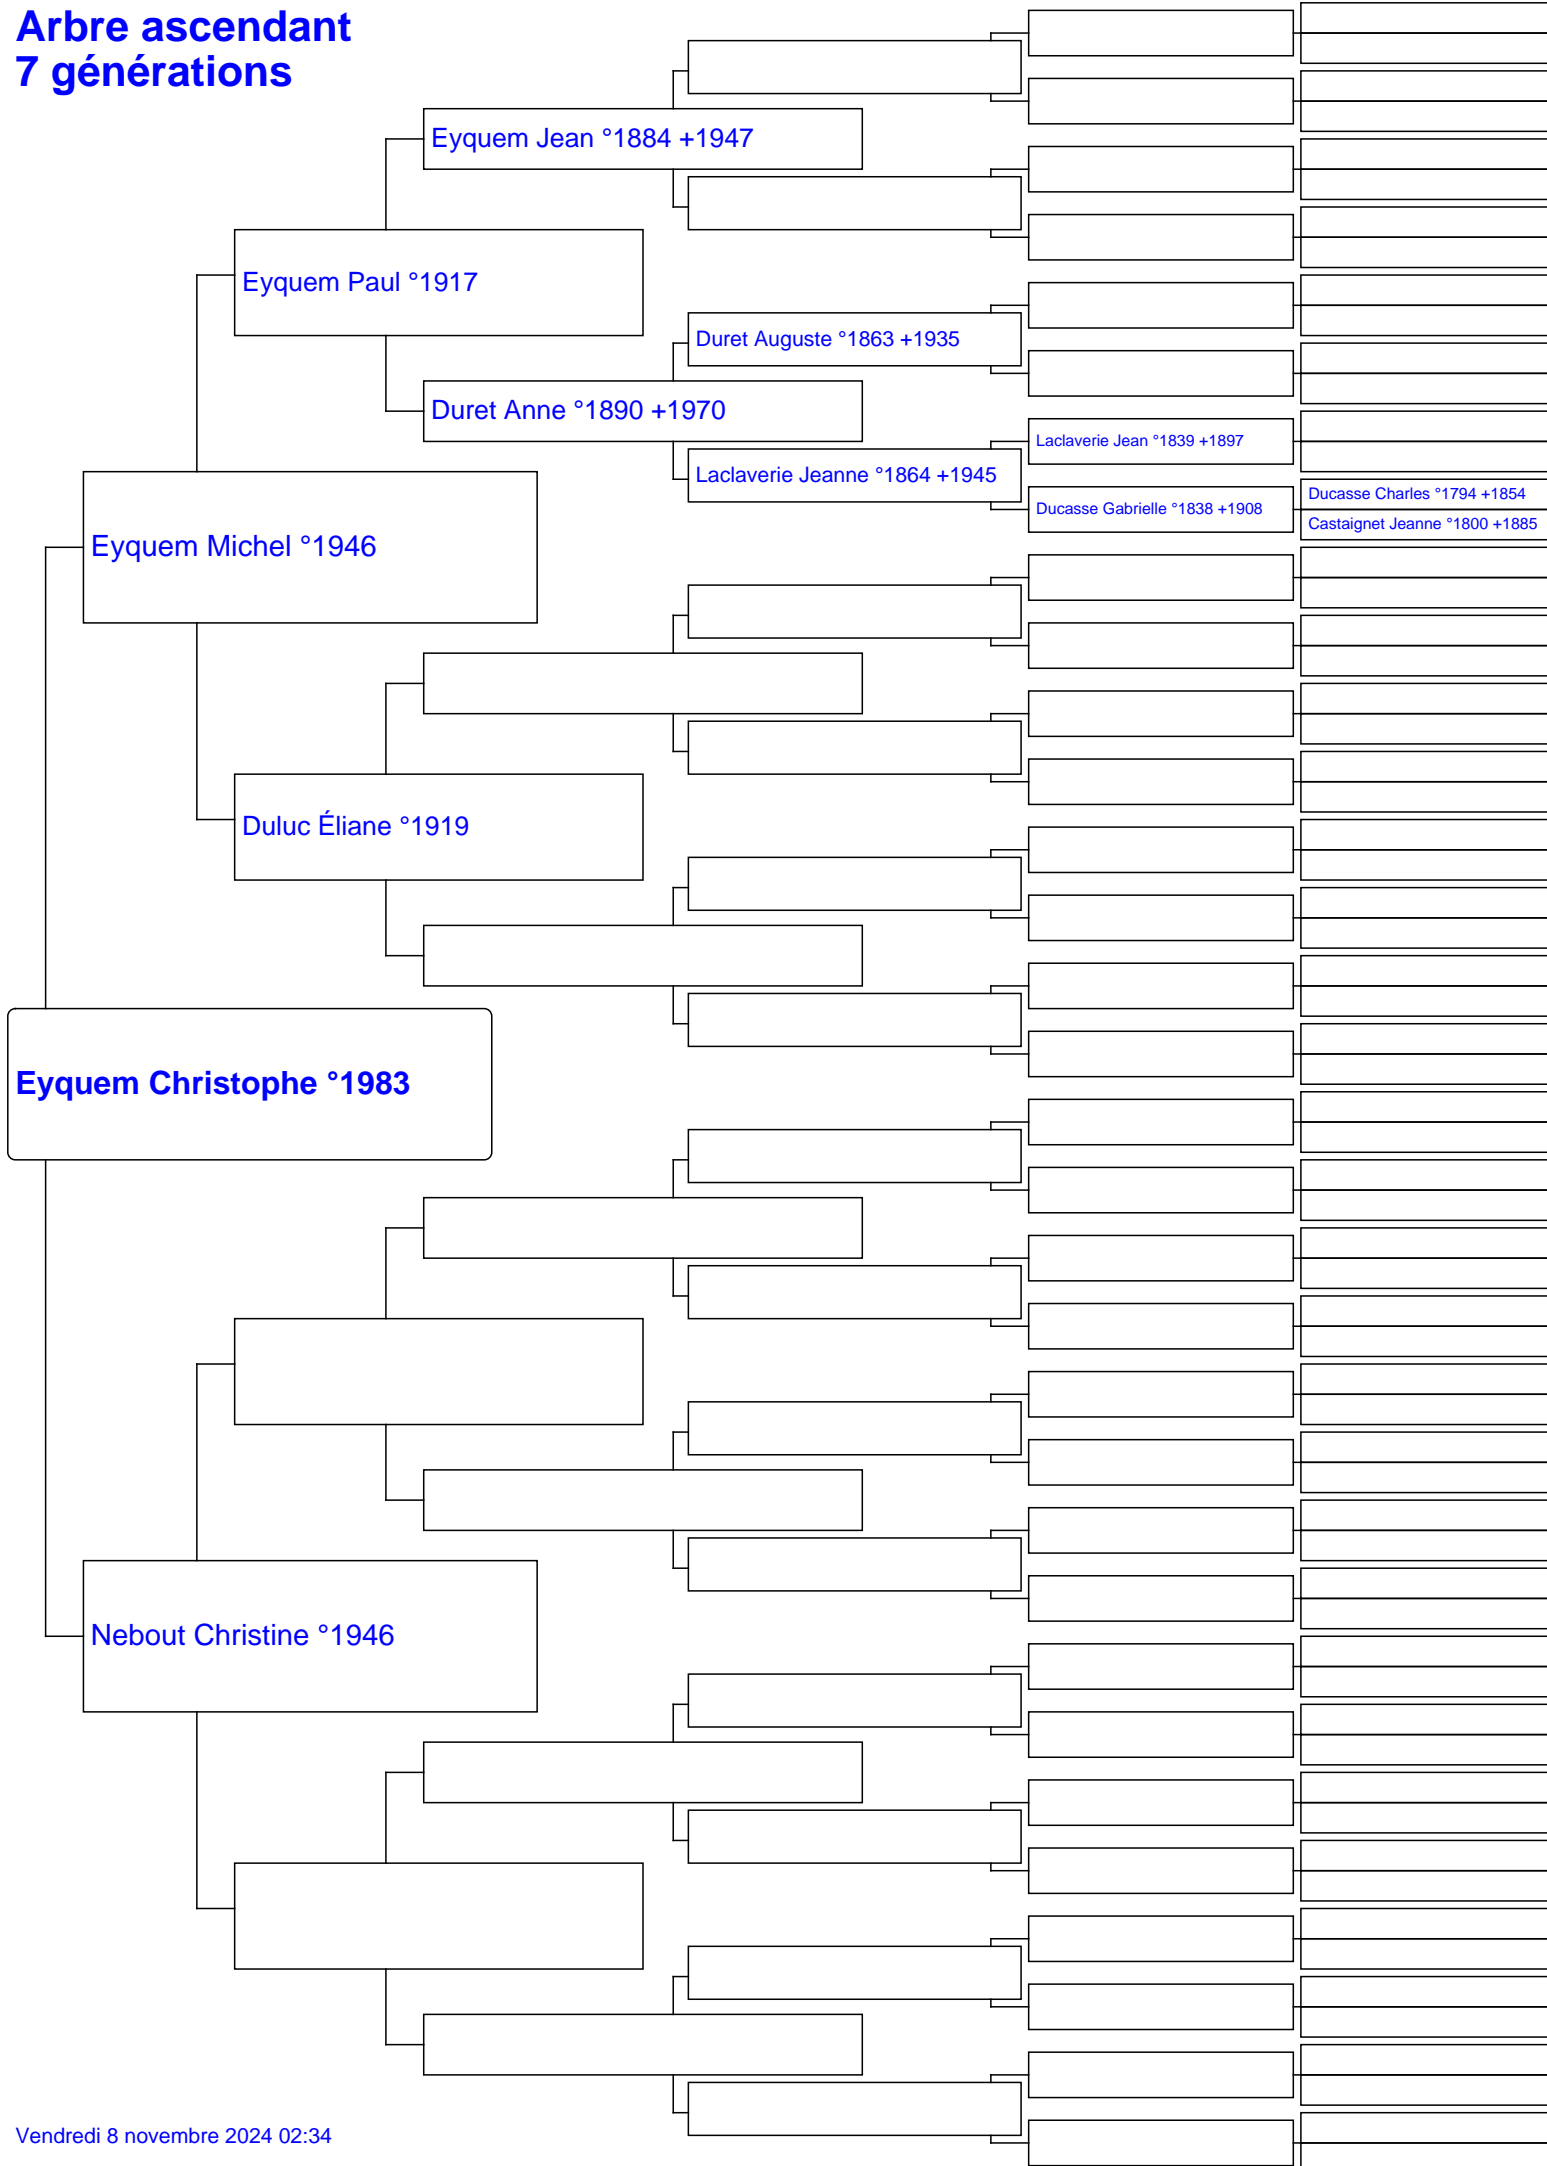 Arbre ascendant
7 générations
Eyquem Jean °1884 +1947
Eyquem Paul °1917
Duret Auguste °1863 +1935
Duret Anne °1890 +1970
Laclaverie Jean °1839 +1897
Laclaverie Jeanne °1864 +1945
Ducasse Charles °1794 +1854
Ducasse Gabrielle °1838 +1908
Castaignet Jeanne °1800 +1885
Eyquem Michel °1946
Duluc Éliane °1919
Eyquem Christophe °1983
Nebout Christine °1946
Vendredi 8 novembre 2024 02:34